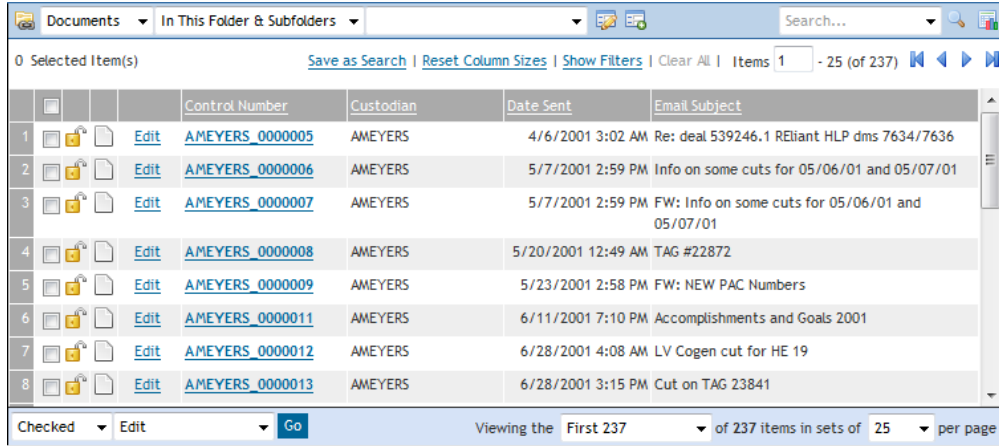 Documents In This Folder & Subfolders Search...
0 Selected Item(s) Save as Search | Reset Column Sizes | Show Filters | Clear All | Items 1 - 25 (of 237)
Control Number Custodian Date Sent Email Subject
1 Edit AMEYERS_0000005 AMEYERS 4/6/2001 3:02 AM Re: deal 539246.1 REliant HLP dms 7634/7636
2 Edit AMEYERS_0000006 AMEYERS 5/7/2001 2:59 PM Info on some cuts for 05/06/01 and 05/07/01
3 Edit AMEYERS_0000007 AMEYERS 5/7/2001 2:59 PM FW: Info on some cuts for 05/06/01 and
05/07/01
4 Edit AMEYERS_0000008 AMEYERS 5/20/2001 12:49 AM TAG #22872
5 Edit AMEYERS_0000009 AMEYERS 5/23/2001 2:58 PM FW: NEW PAC Numbers
6 Edit AMEYERS_0000011 AMEYERS 6/11/2001 7:10 PM Accomplishments and Goals 2001
7 Edit AMEYERS_0000012 AMEYERS 6/28/2001 4:08 AM LV Cogen cut for HE 19
8 Edit AMEYERS_0000013 AMEYERS 6/28/2001 3:15 PM Cut on TAG 23841
Checked Edit Go Viewing the First 237 of 237 items in sets of 25 per page